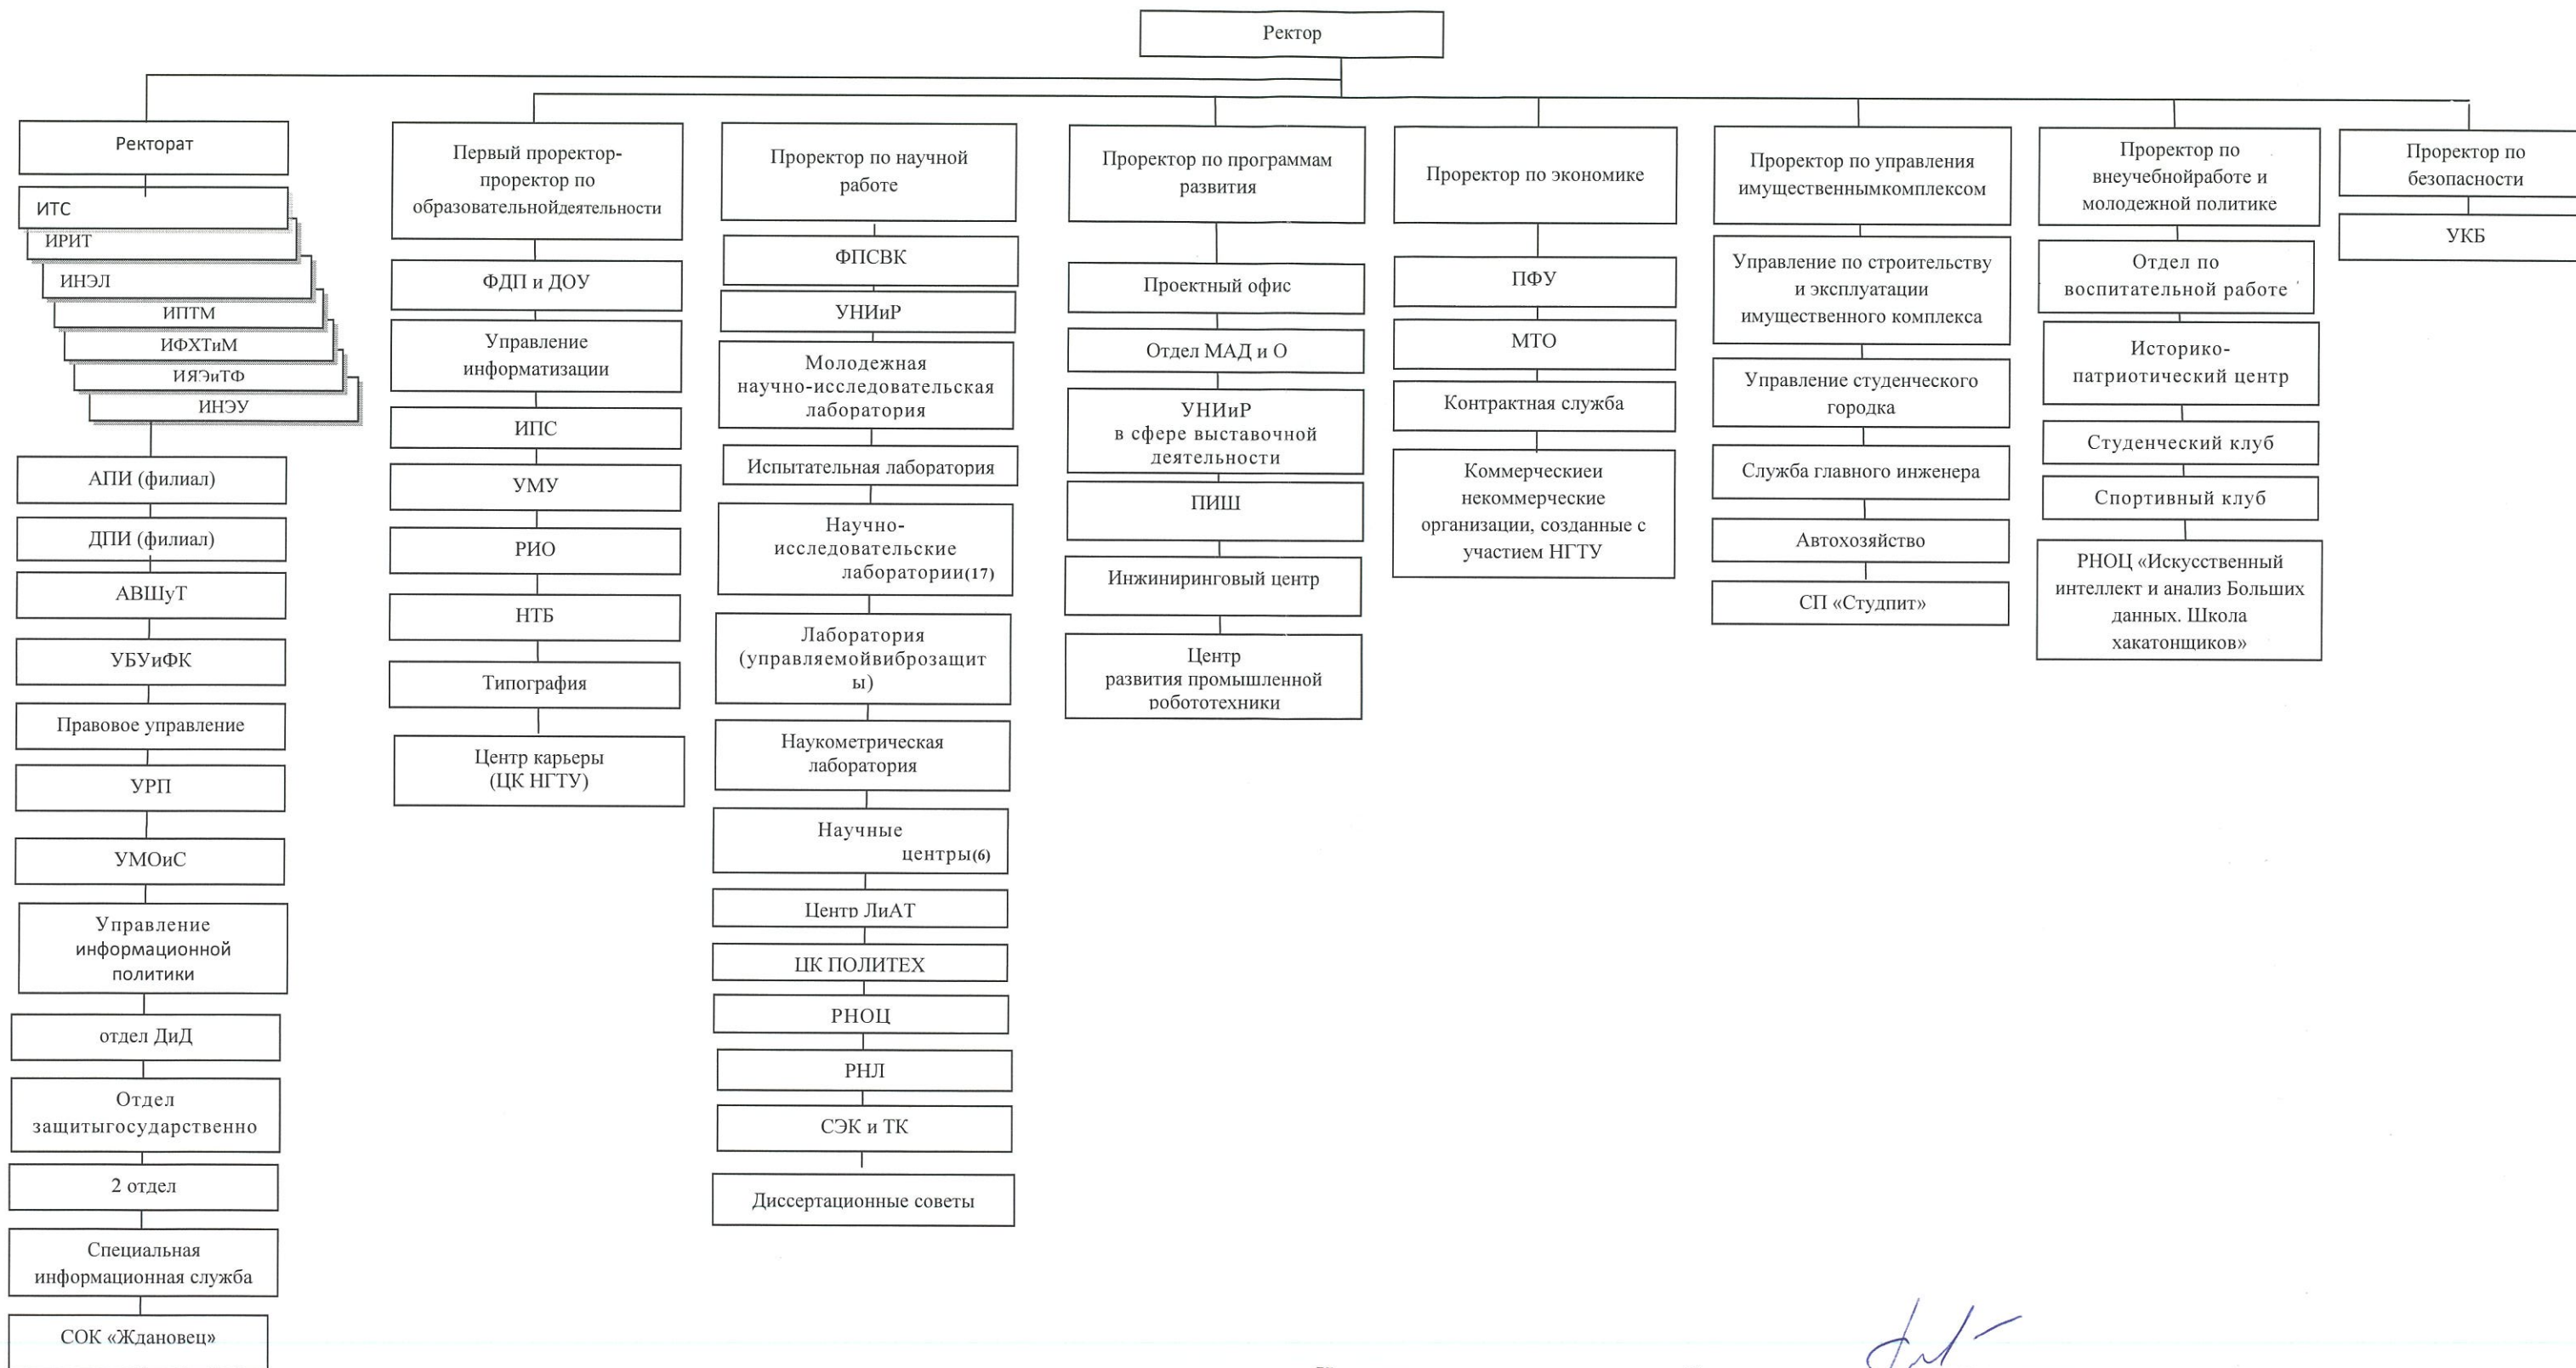 Ректор
Ректорат
ИТС
ИРИТ
ИНЭЛ
ИПТМ
ИФХТиМ
ИЯЭиТФ
ИНЭУ
АПИ (филиал)
ДПИ (филиал)
АВШуТ
УБУиФК
Правовое управление
УРП
УМОиС
Управление
информационной
политики
отдел ДиД
Отдел
защитыгосударственно
2 отдел
Специальная
информационная служба
СОК «Ждановец»
Первый проректор-
проректор по
образовательнойдеятельности
ФДП и ДОУ
Управление
информатизации
ИПС
УМУ
РИО
НТБ
Типография
Центр карьеры
(ЦК НГТУ)
Проректор по научной
работе
ФПСВК
УНИиР
Молодежная
научно-исследовательская
лаборатория
Испытательная лаборатория
Научно-
исследовательские
лаборатории(17)
Лаборатория
(управляемойвиброзащит
ы)
Наукометрическая
лаборатория
Научные
центры(6)
Центр ЛиАТ
ЦК ПОЛИТЕХ
РНОЦ
РНЛ
СЭК и ТК
Диссертационные советы
Проректор по программам
развития
Проектный офис
Отдел МАД и О
УНИиР
в сфере выставочной
деятельности
ПИШ
Инжиниринговый центр
Центр
развития промышленной
робототехники
Проректор по экономике
ПФУ
МТО
Контрактная служба
Коммерческиеи
некоммерческие
организации, созданные с
участием НГТУ
Проректор по управления
имущественнымкомплексом
Управление по строительству
и эксплуатации
имущественного комплекса
Управление студенческого
городка
Служба главного инженера
Автохозяйство
СП «Студпит»
Проректор по
внеучебнойработе и
молодежной политике
Отдел по
воспитательной работе
Историко-
патриотический центр
Студенческий клуб
Спортивный клуб
РНОЦ «Искусственный
интеллект и анализ Больших
данных. Школа
хакатонщиков»
Проректор по
безопасности
УКБ